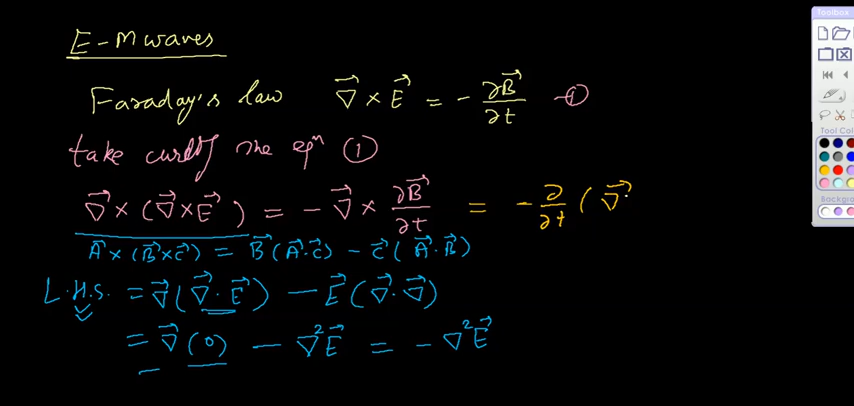 E-M waves
Faraday's law ∇⃗ × E⃗ = - ∂B⃗/∂t -①
take curl of the eqⁿ ①
∇⃗ × (∇⃗ × E⃗) = - ∇⃗ × ∂B⃗/∂t = - ∂/∂t (∇⃗
A⃗ × (B⃗ × C⃗) = B⃗ (A⃗ · C⃗) - C⃗ (A⃗ · B⃗)
L.H.S. = ∇⃗ (∇⃗ · E⃗) - E⃗ (∇⃗ · ∇⃗)
= ∇⃗ (0) - ∇²E⃗ = - ∇²E⃗
Toolbox
Tool Col
Backgro